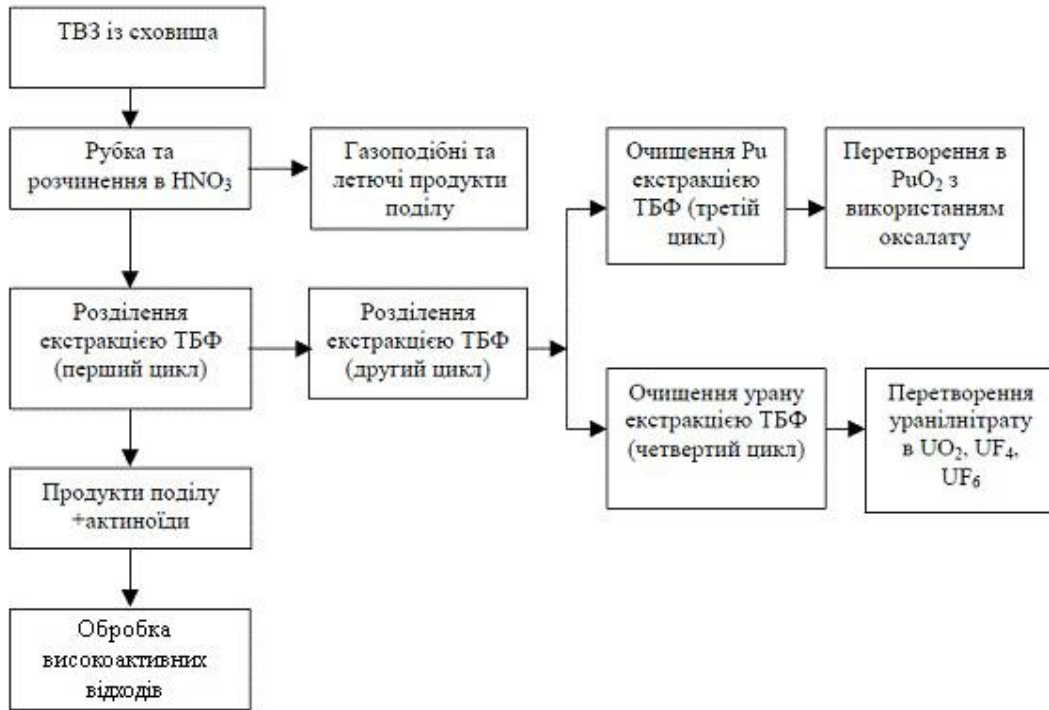 ТВЗ із сховища
Рубка та
розчинення в HNO₃
Газоподібні та
летючі продукти
поділу
Очищення Pu
екстракцією
ТБФ (третій
цикл)
Перетворення в
PuO₂ з
використанням
оксалату
Розділення
екстракцією ТБФ
(перший цикл)
Розділення
екстракцією ТБФ
(другий цикл)
Очищення урану
екстракцією ТБФ
(четвертий цикл)
Перетворення
уранілнітрату
в UO₂, UF₄,
UF₆
Продукти поділу
+актиноїди
Обробка
високоактивних
відходів